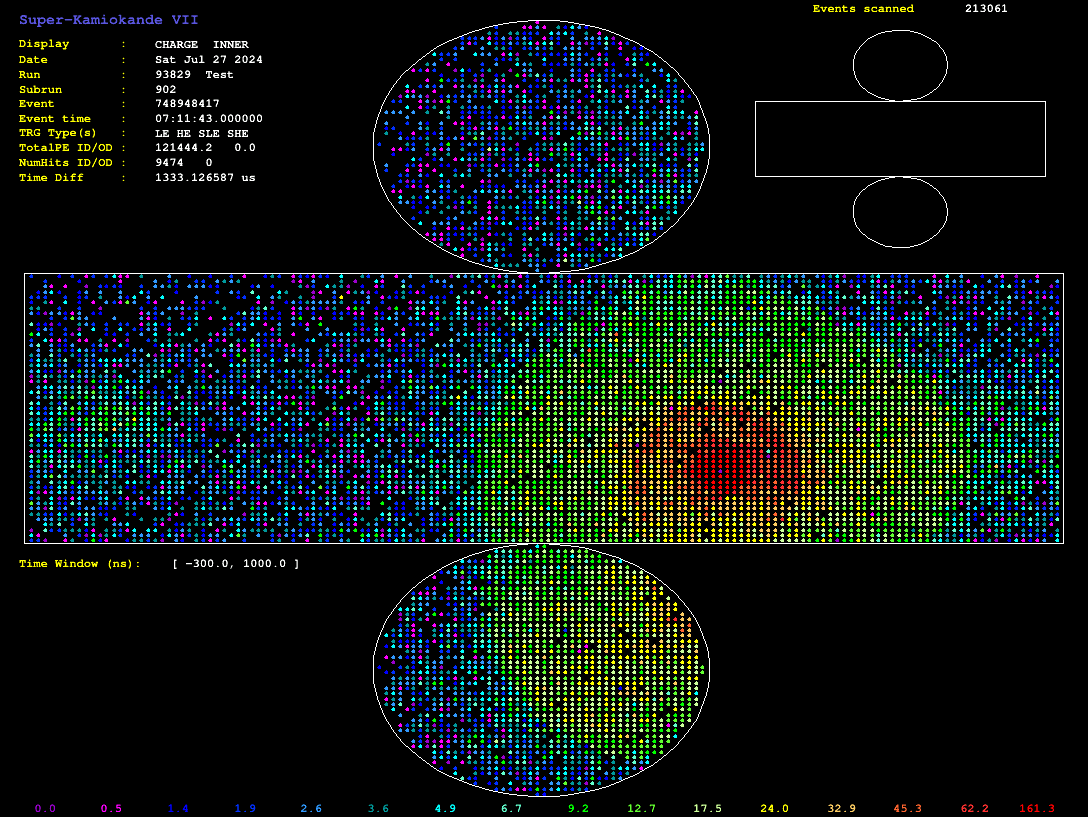 Super-Kamiokande VII
Events scanned 213061
Display : CHARGE INNER
Date : Sat Jul 27 2024
Run : 93829 Test
Subrun : 902
Event : 748948417
Event time : 07:11:43.000000
TRG Type(s) : LE HE SLE SHE
TotalPE ID/OD : 121444.2 0.0
NumHits ID/OD : 9474 0
Time Diff : 1333.126587 us
Time Window (ns): [ -300.0, 1000.0 ]
0.0 0.5 1.4 1.9 2.6 3.6 4.9 6.7 9.2 12.7 17.5 24.0 32.9 45.3 62.2 161.3